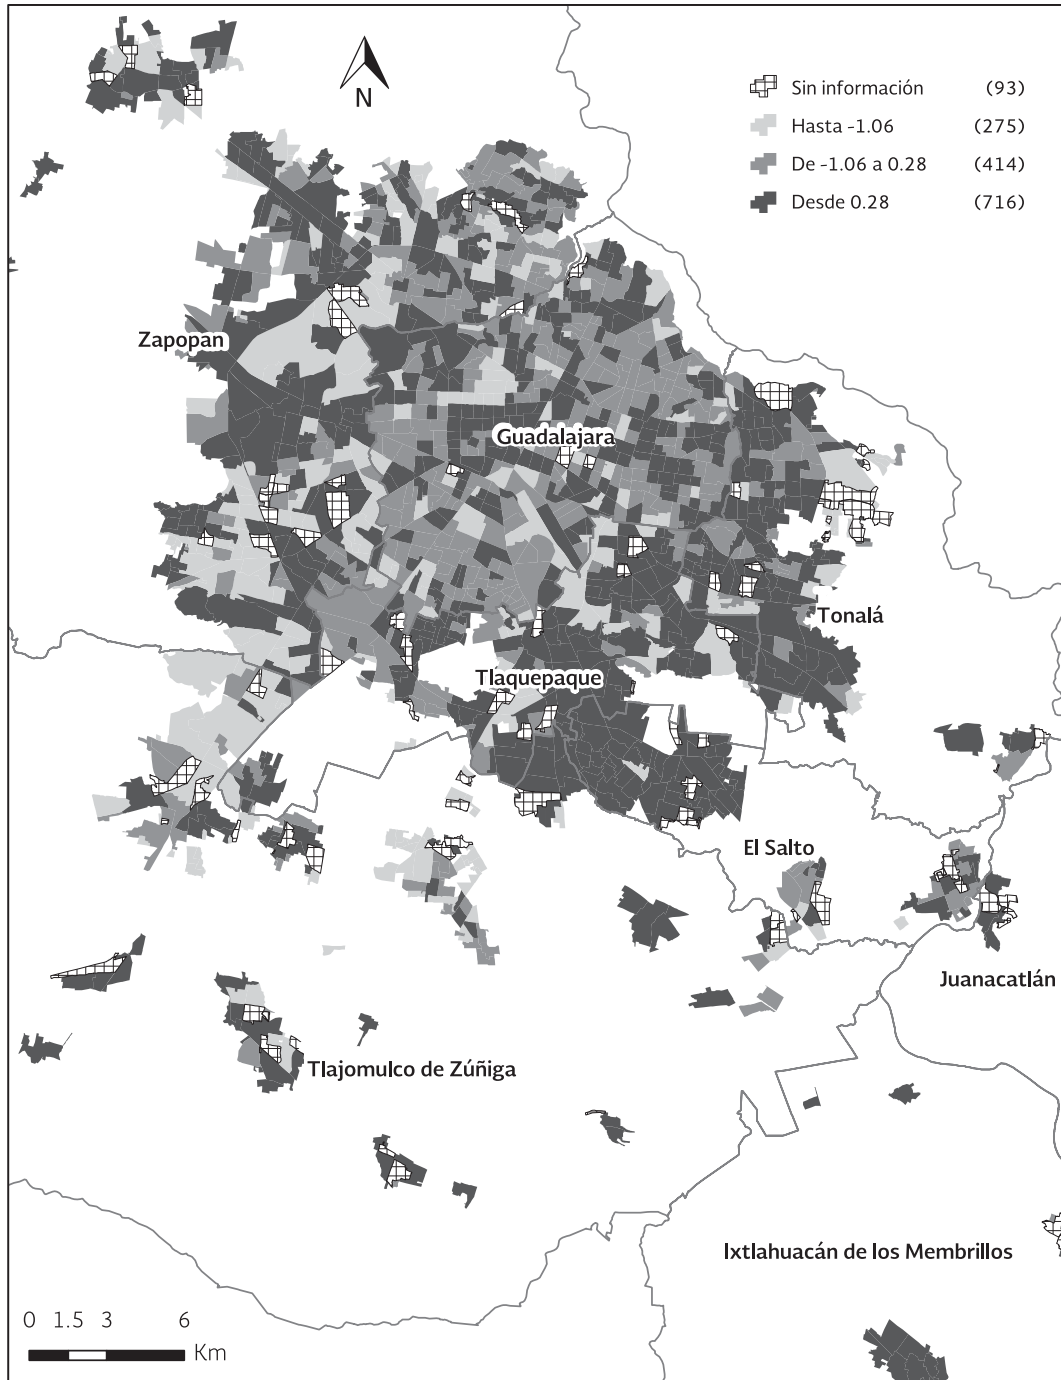 Sin información (93)
Hasta -1.06 (275)
De -1.06 a 0.28 (414)
Desde 0.28 (716)
N
Zapopan
Guadalajara
Tonalá
Tlaquepaque
El Salto
Juanacatlán
Tlajomulco de Zúñiga
Ixtlahuacán de los Membrillos
0 1.5 3 6
Km